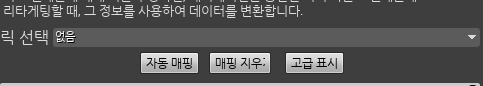 리타게팅할 때, 그 정보를 사용하여 데이터를 변환합니다.
릭 선택 없음
자동 매핑 매핑 지우기 고급 표시